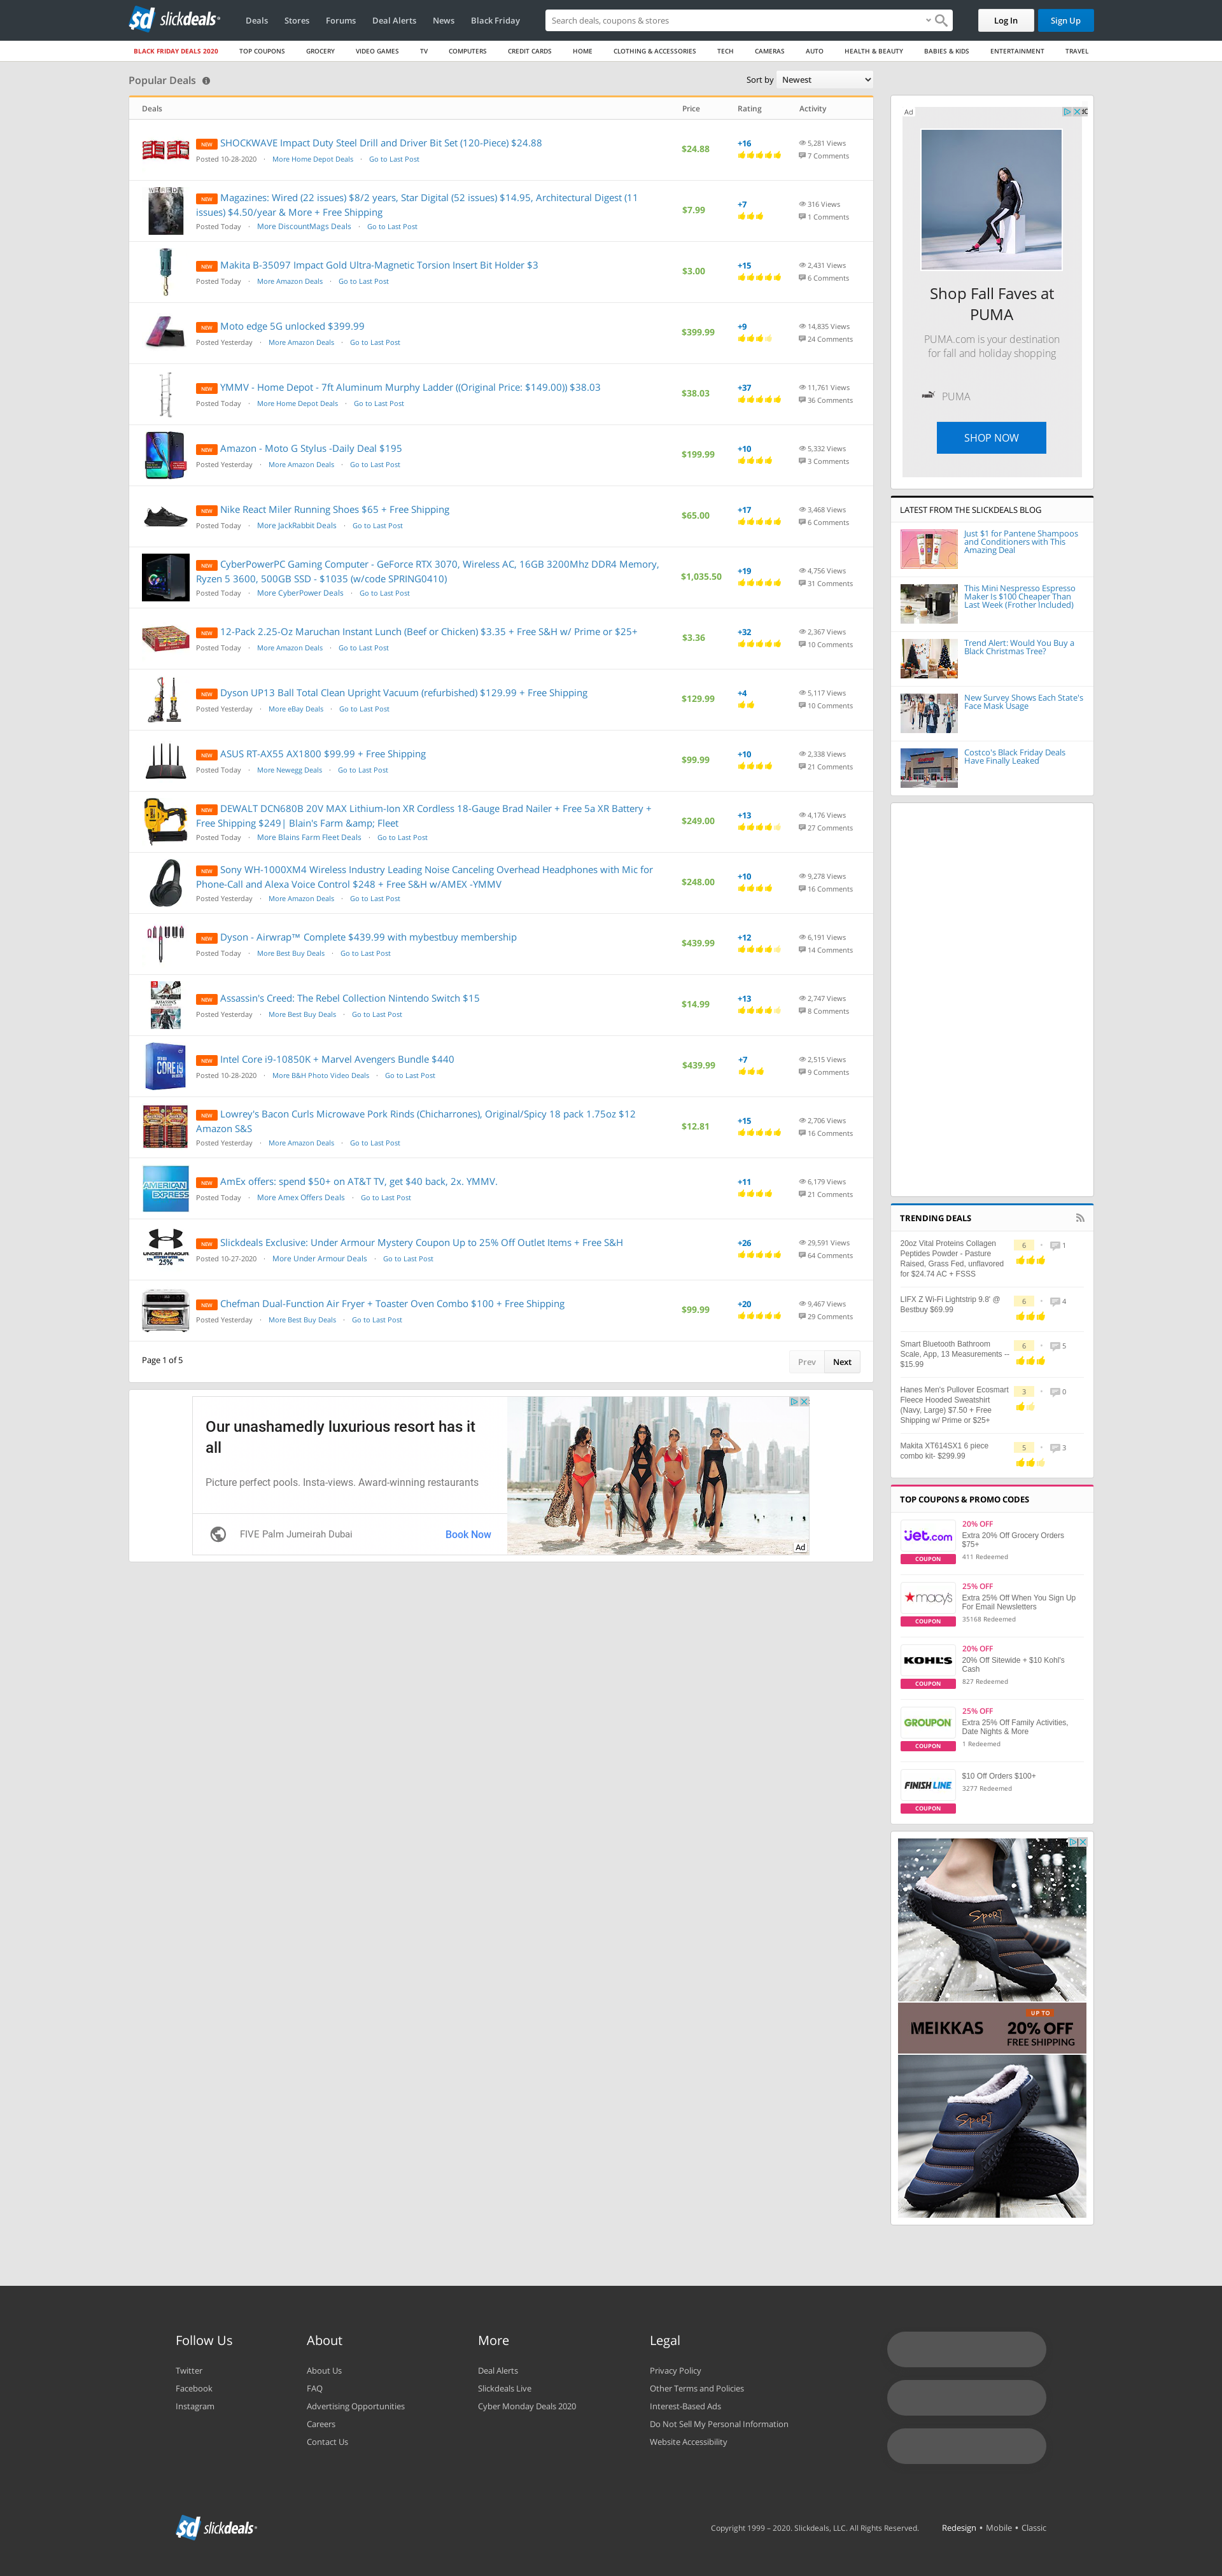 slickdeals
Deals Stores Forums Deal Alerts News Black Friday
Search deals, coupons & stores
Log In Sign Up
BLACK FRIDAY DEALS 2020 TOP COUPONS GROCERY VIDEO GAMES TV COMPUTERS CREDIT CARDS HOME CLOTHING & ACCESSORIES TECH CAMERAS AUTO HEALTH & BEAUTY BABIES & KIDS ENTERTAINMENT TRAVEL
Popular Deals
Sort by Newest
Deals Price Rating Activity
NEW SHOCKWAVE Impact Duty Steel Drill and Driver Bit Set (120-Piece) $24.88
Posted 10-28-2020 · More Home Depot Deals · Go to Last Post
$24.88 +16 5,281 Views
7 Comments
NEW Magazines: Wired (22 issues) $8/2 years, Star Digital (52 issues) $14.95, Architectural Digest (11
issues) $4.50/year & More + Free Shipping
Posted Today · More DiscountMags Deals · Go to Last Post
$7.99 +7 316 Views
1 Comments
NEW Makita B-35097 Impact Gold Ultra-Magnetic Torsion Insert Bit Holder $3
Posted Today · More Amazon Deals · Go to Last Post
$3.00 +15 2,431 Views
6 Comments
NEW Moto edge 5G unlocked $399.99
Posted Yesterday · More Amazon Deals · Go to Last Post
$399.99 +9 14,835 Views
24 Comments
NEW YMMV - Home Depot - 7ft Aluminum Murphy Ladder ((Original Price: $149.00)) $38.03
Posted Today · More Home Depot Deals · Go to Last Post
$38.03 +37 11,761 Views
36 Comments
NEW Amazon - Moto G Stylus -Daily Deal $195
Posted Yesterday · More Amazon Deals · Go to Last Post
$199.99 +10 5,332 Views
3 Comments
NEW Nike React Miler Running Shoes $65 + Free Shipping
Posted Today · More JackRabbit Deals · Go to Last Post
$65.00 +17 3,468 Views
6 Comments
NEW CyberPowerPC Gaming Computer - GeForce RTX 3070, Wireless AC, 16GB 3200Mhz DDR4 Memory,
Ryzen 5 3600, 500GB SSD - $1035 (w/code SPRING0410)
Posted Today · More CyberPower Deals · Go to Last Post
$1,035.50 +19 4,756 Views
31 Comments
NEW 12-Pack 2.25-Oz Maruchan Instant Lunch (Beef or Chicken) $3.35 + Free S&H w/ Prime or $25+
Posted Today · More Amazon Deals · Go to Last Post
$3.36 +32 2,367 Views
10 Comments
NEW Dyson UP13 Ball Total Clean Upright Vacuum (refurbished) $129.99 + Free Shipping
Posted Yesterday · More eBay Deals · Go to Last Post
$129.99 +4 5,117 Views
10 Comments
NEW ASUS RT-AX55 AX1800 $99.99 + Free Shipping
Posted Today · More Newegg Deals · Go to Last Post
$99.99 +10 2,338 Views
21 Comments
NEW DEWALT DCN680B 20V MAX Lithium-Ion XR Cordless 18-Gauge Brad Nailer + Free 5a XR Battery +
Free Shipping $249| Blain's Farm &amp; Fleet
Posted Today · More Blains Farm Fleet Deals · Go to Last Post
$249.00 +13 4,176 Views
27 Comments
NEW Sony WH-1000XM4 Wireless Industry Leading Noise Canceling Overhead Headphones with Mic for
Phone-Call and Alexa Voice Control $248 + Free S&H w/AMEX -YMMV
Posted Yesterday · More Amazon Deals · Go to Last Post
$248.00 +10 9,278 Views
16 Comments
NEW Dyson - Airwrap™ Complete $439.99 with mybestbuy membership
Posted Today · More Best Buy Deals · Go to Last Post
$439.99 +12 6,191 Views
14 Comments
NEW Assassin's Creed: The Rebel Collection Nintendo Switch $15
Posted Yesterday · More Best Buy Deals · Go to Last Post
$14.99 +13 2,747 Views
8 Comments
NEW Intel Core i9-10850K + Marvel Avengers Bundle $440
Posted 10-28-2020 · More B&H Photo Video Deals · Go to Last Post
$439.99 +7 2,515 Views
9 Comments
NEW Lowrey's Bacon Curls Microwave Pork Rinds (Chicharrones), Original/Spicy 18 pack 1.75oz $12
Amazon S&S
Posted Yesterday · More Amazon Deals · Go to Last Post
$12.81 +15 2,706 Views
16 Comments
AMERICAN EXPRESS
NEW AmEx offers: spend $50+ on AT&T TV, get $40 back, 2x. YMMV.
Posted Today · More Amex Offers Deals · Go to Last Post
+11 6,179 Views
21 Comments
UNDER ARMOUR
25%
NEW Slickdeals Exclusive: Under Armour Mystery Coupon Up to 25% Off Outlet Items + Free S&H
Posted 10-27-2020 · More Under Armour Deals · Go to Last Post
+26 29,591 Views
64 Comments
NEW Chefman Dual-Function Air Fryer + Toaster Oven Combo $100 + Free Shipping
Posted Yesterday · More Best Buy Deals · Go to Last Post
$99.99 +20 9,467 Views
29 Comments
Page 1 of 5
Prev Next
Our unashamedly luxurious resort has it
all
Picture perfect pools. Insta-views. Award-winning restaurants
FIVE Palm Jumeirah Dubai Book Now
Ad
Ad
Shop Fall Faves at
PUMA
PUMA.com is your destination
for fall and holiday shopping
PUMA
SHOP NOW
LATEST FROM THE SLICKDEALS BLOG
Just $1 for Pantene Shampoos
and Conditioners with This
Amazing Deal
This Mini Nespresso Espresso
Maker Is $100 Cheaper Than
Last Week (Frother Included)
Trend Alert: Would You Buy a
Black Christmas Tree?
New Survey Shows Each State's
Face Mask Usage
Costco's Black Friday Deals
Have Finally Leaked
TRENDING DEALS
20oz Vital Proteins Collagen
Peptides Powder - Pasture
Raised, Grass Fed, unflavored
for $24.74 AC + FSSS
6 · 1
LIFX Z Wi-Fi Lightstrip 9.8' @
Bestbuy $69.99
6 · 4
Smart Bluetooth Bathroom
Scale, App, 13 Measurements --
$15.99
6 · 5
Hanes Men's Pullover Ecosmart
Fleece Hooded Sweatshirt
(Navy, Large) $7.50 + Free
Shipping w/ Prime or $25+
3 · 0
Makita XT614SX1 6 piece
combo kit- $299.99
5 · 3
TOP COUPONS & PROMO CODES
jet.com
COUPON
20% OFF
Extra 20% Off Grocery Orders
$75+
411 Redeemed
macy's
COUPON
25% OFF
Extra 25% Off When You Sign Up
For Email Newsletters
35168 Redeemed
KOHL'S
COUPON
20% OFF
20% Off Sitewide + $10 Kohl's
Cash
827 Redeemed
GROUPON
COUPON
25% OFF
Extra 25% Off Family Activities,
Date Nights & More
1 Redeemed
FINISH LINE
COUPON
$10 Off Orders $100+
3277 Redeemed
SPORT
MEIKKAS
UP TO
20% OFF
FREE SHIPPING
SPORT
Follow Us
Twitter
Facebook
Instagram
About
About Us
FAQ
Advertising Opportunities
Careers
Contact Us
More
Deal Alerts
Slickdeals Live
Cyber Monday Deals 2020
Legal
Privacy Policy
Other Terms and Policies
Interest-Based Ads
Do Not Sell My Personal Information
Website Accessibility
slickdeals
Copyright 1999 – 2020. Slickdeals, LLC. All Rights Reserved. Redesign • Mobile • Classic